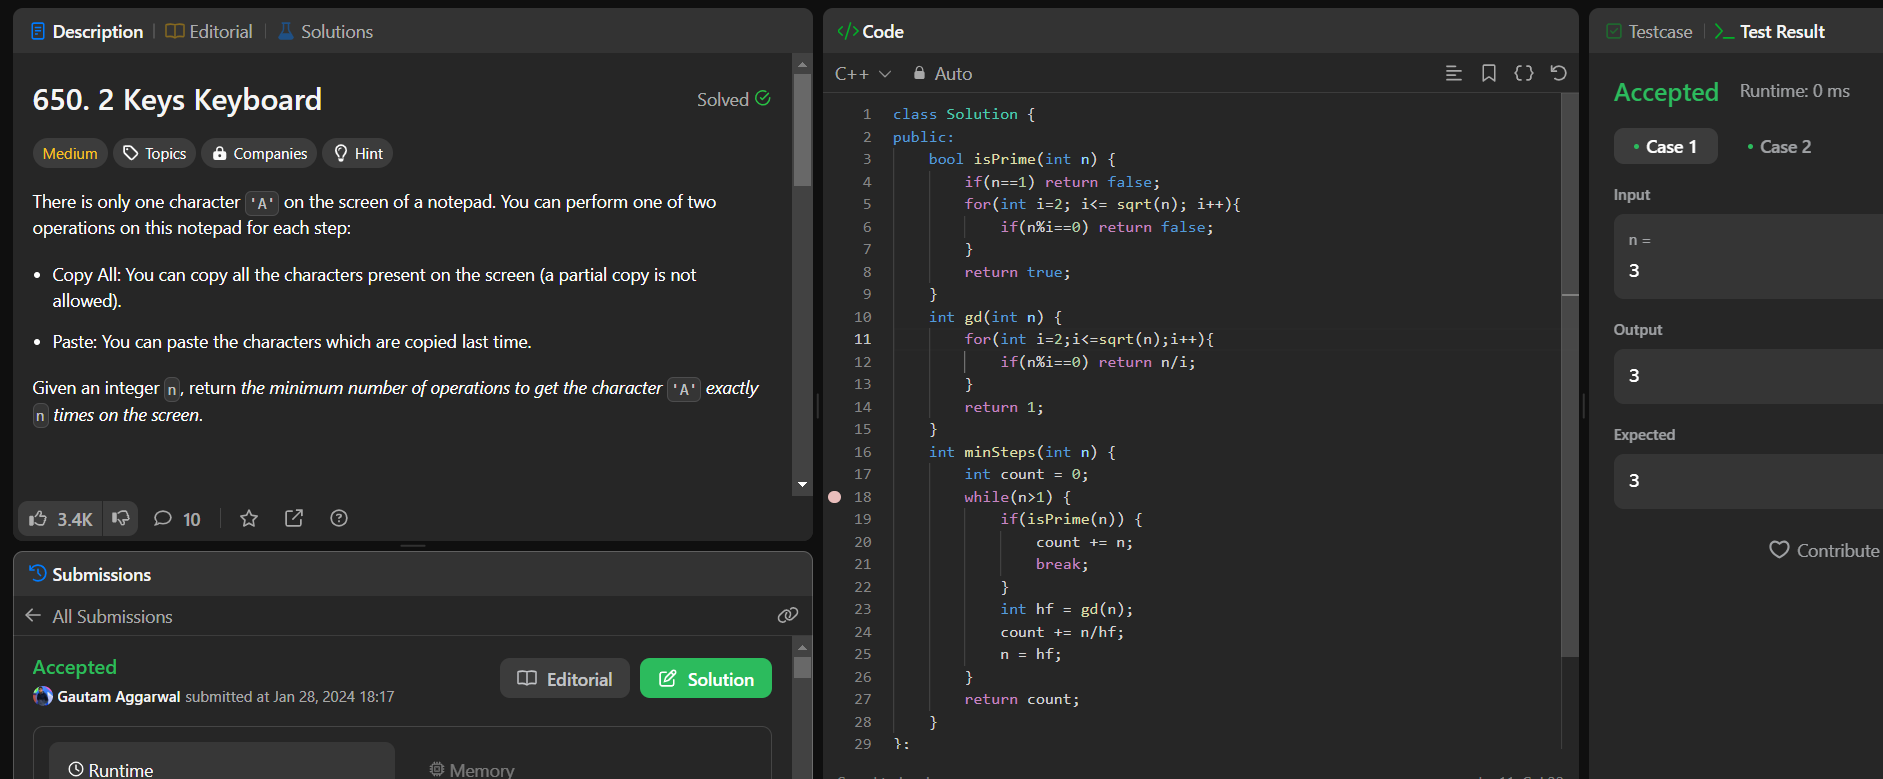 Description
Editorial
Solutions
650. 2 Keys Keyboard
Solved
Medium
Topics
Companies
Hint
There is only one character 'A' on the screen of a notepad. You can perform one of two
operations on this notepad for each step:
• Copy All: You can copy all the characters present on the screen (a partial copy is not
allowed).
• Paste: You can paste the characters which are copied last time.
Given an integer n, return the minimum number of operations to get the character 'A' exactly
n times on the screen.
3.4K
10
Submissions
All Submissions
Accepted
Gautam Aggarwal submitted at Jan 28, 2024 18:17
Editorial
Solution
Runtime
Memory
</> Code
C++
Auto
1 class Solution {
2 public:
3     bool isPrime(int n) {
4         if(n==1) return false;
5         for(int i=2; i<= sqrt(n); i++){
6             if(n%i==0) return false;
7         }
8         return true;
9     }
10     int gd(int n) {
11         for(int i=2;i<=sqrt(n);i++){
12             if(n%i==0) return n/i;
13         }
14         return 1;
15     }
16     int minSteps(int n) {
17         int count = 0;
18         while(n>1) {
19             if(isPrime(n)) {
20                 count += n;
21                 break;
22             }
23             int hf = gd(n);
24             count += n/hf;
25             n = hf;
26         }
27         return count;
28     }
29 };
Testcase
Test Result
Accepted
Runtime: 0 ms
• Case 1
• Case 2
Input
n =
3
Output
3
Expected
3
Contribute